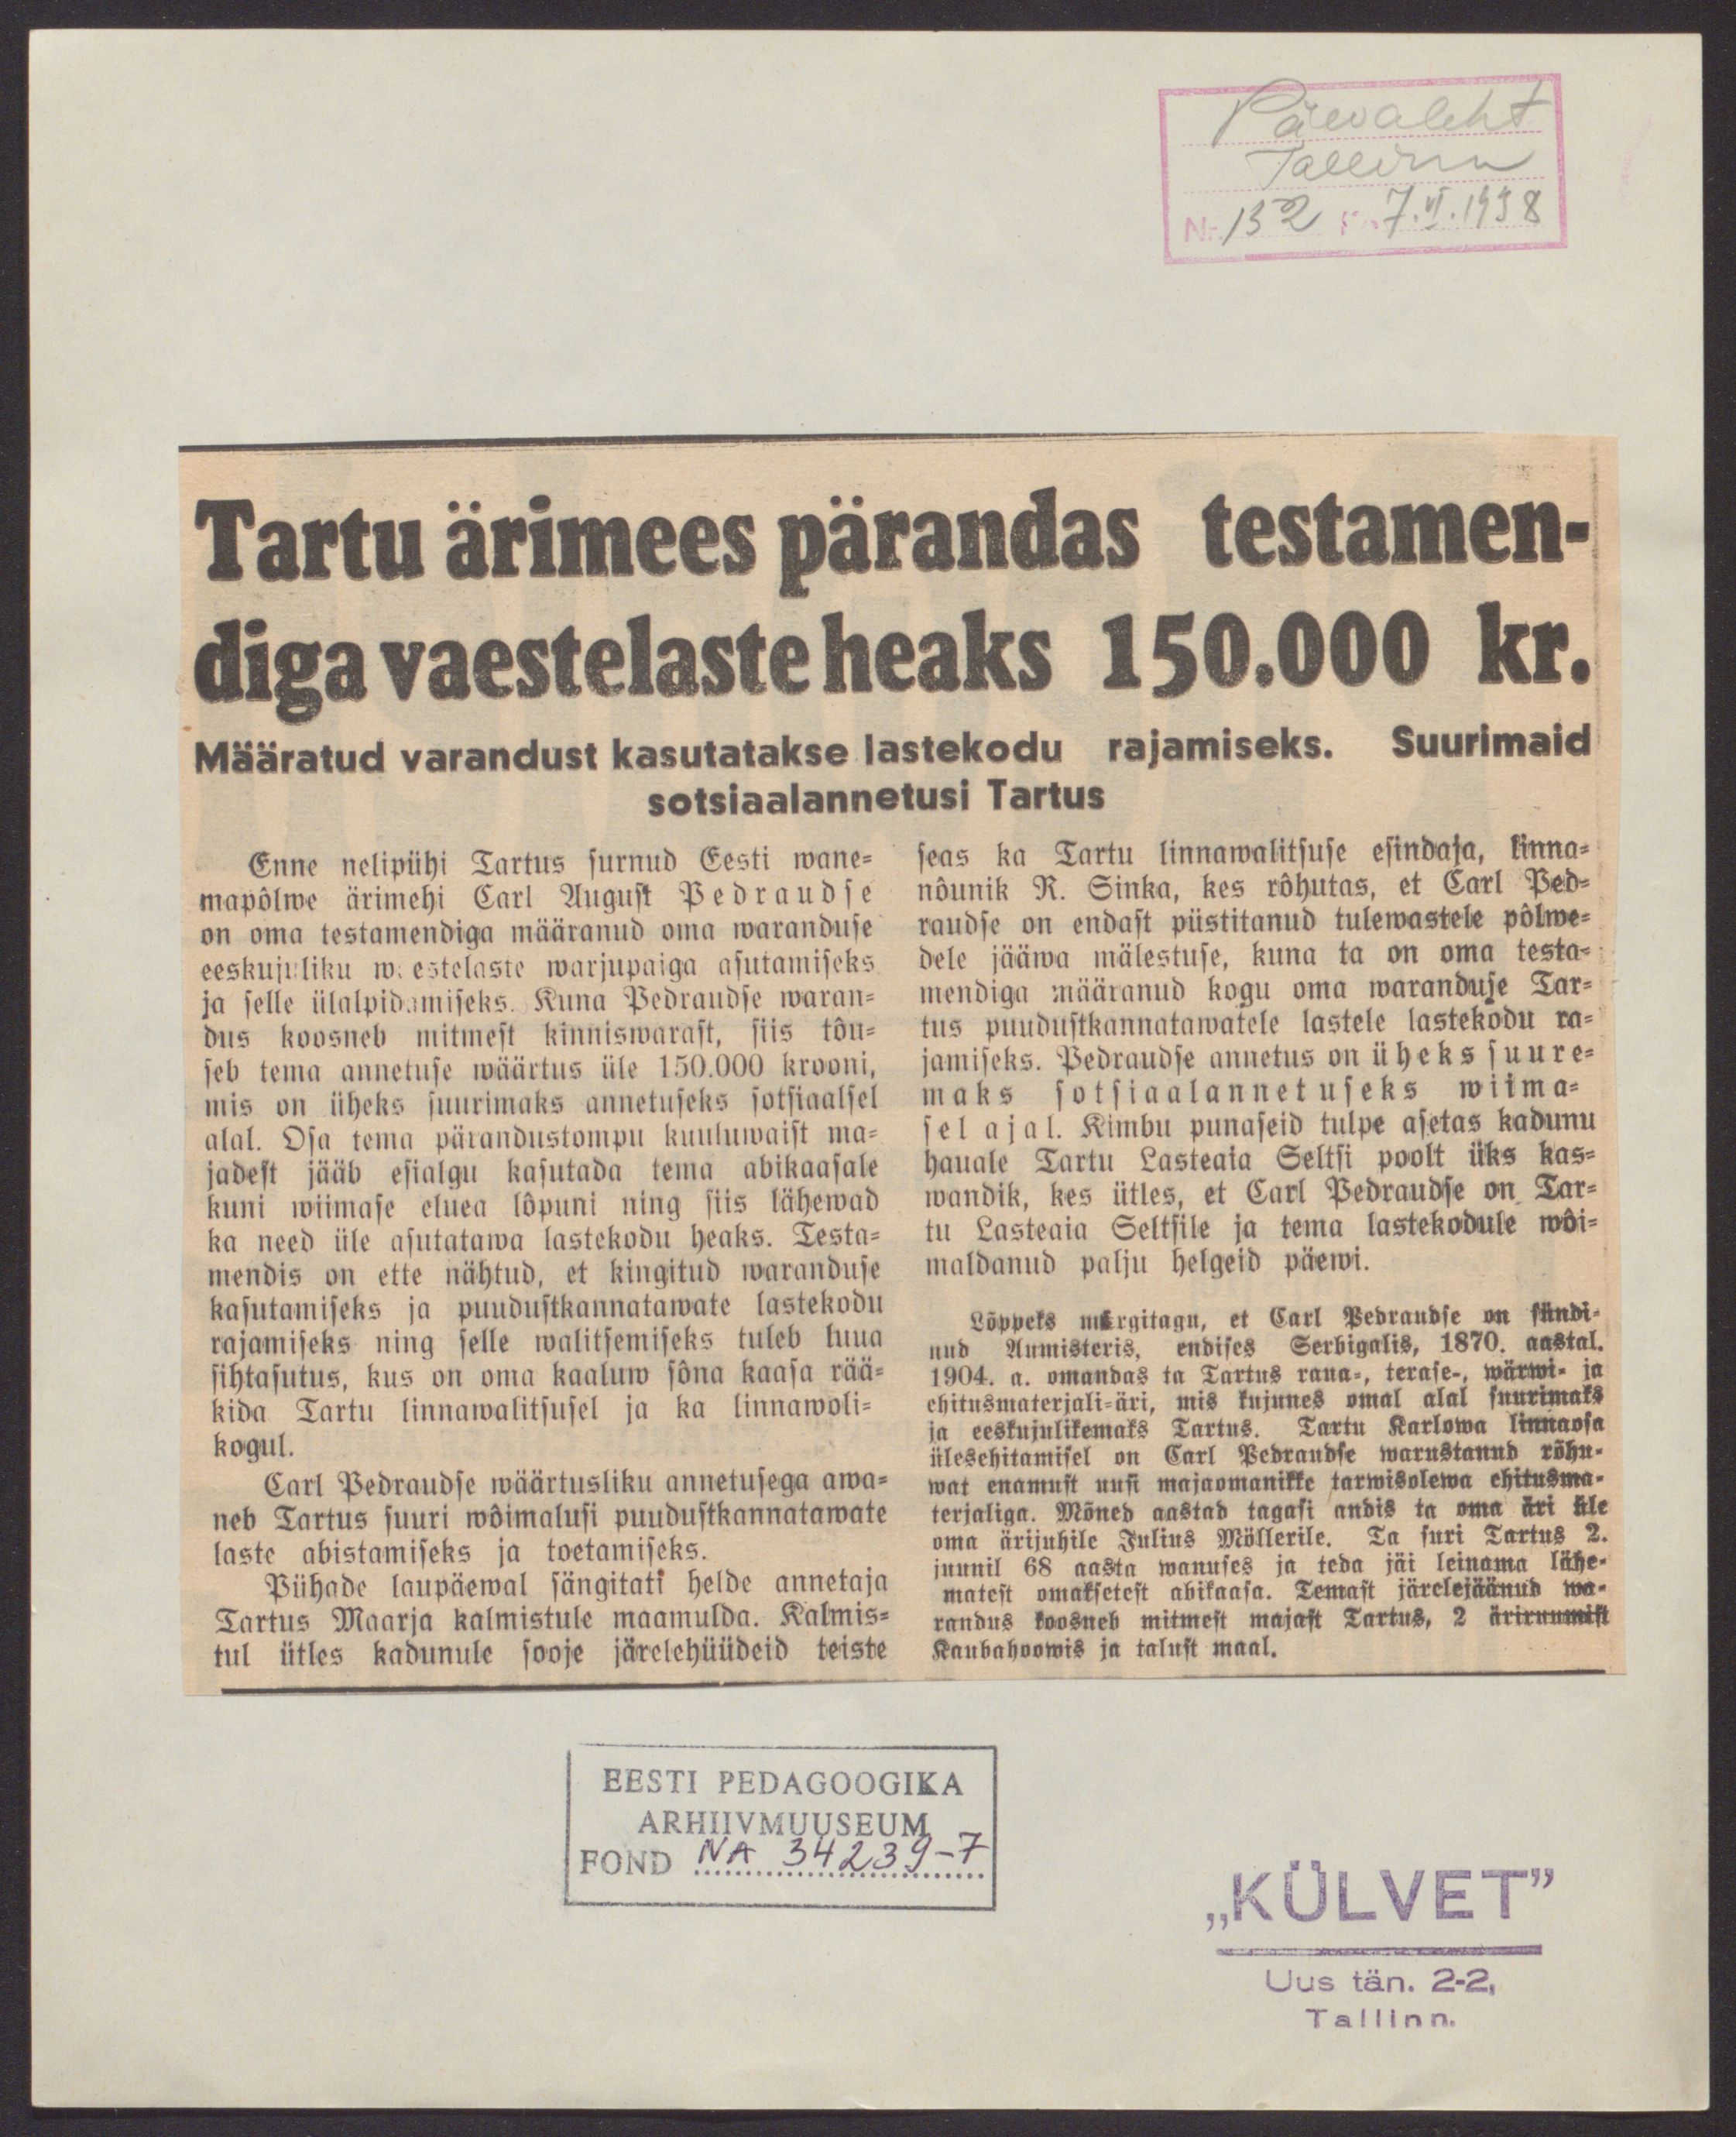 Päevaleht
Tallinn
Nr. 132 7.VI.1938
Tartu ärimees pärandas testamen-
diga vaestelaste heaks 150.000 kr.
Määratud varandust kasutatakse lastekodu rajamiseks. Suurimaid
sotsiaalannetusi Tartus
Enne nelipühi Tartus surnud Eesti wane-
mapõlwe ärimehi Carl August Pedraudse
on oma testamendiga määranud oma waranduse
eeskujuliku waestelaste warjupaiga asutamiseks
ja selle ülalpidamiseks. Kuna Pedraudse waran-
dus koosneb mitmest kinniswarast, siis tõu-
seb tema annetuse wäärtus üle 150.000 krooni,
mis on üheks suurimaks annetuseks sotsiaalsel
alal. Osa tema pärandustompu kuuluwaist ma-
jadest jääb esialgu kasutada tema abikaasale
kuni wiimase eluea lõpuni ning siis lähewad
ka need üle asutatawa lastekodu heaks. Testa-
mendis on ette nähtud, et kingitud waranduse
kasutamiseks ja puudustkannatawate lastekodu
rajamiseks ning selle walitsemiseks tuleb luua
sihtasutus, kus on oma kaaluw sõna kaasa rää-
kida Tartu linnawalitsusel ja ka linnawoli-
kogul.
Carl Pedraudse wäärtusliku annetusega awa-
neb Tartus suuri wõimalusi puudustkannatawate
laste abistamiseks ja toetamiseks.
Pühade laupäewal sängitati helde annetaja
Tartus Maarja kalmistule maamulda. Kalmis-
tul ütles kadunule sooje järelehüüdeid teiste
seas ka Tartu linnawalitsuse esindaja, linna-
nõunik R. Sinka, kes rõhutas, et Carl Ped-
raudse on endast püstitanud tulewastele põlwe-
dele jääwa mälestuse, kuna ta on oma testa-
mendiga määranud kogu oma waranduse Tar-
tus puudustkannatawatele lastele lastekodu ra-
jamiseks. Pedraudse annetus on üheks suure-
maks sotsiaalannetuseks wiima-
sel ajal. Kimbu punaseid tulpe asetas kadunu
hauale Tartu Lasteaia Seltsi poolt üks kas-
wandik, kes ütles, et Carl Pedraudse on Tar-
tu Lasteaia Seltsile ja tema lastekodule wõi-
maldanud palju helgeid päewi.
Lõppeks märgitagu, et Carl Pedraudse on sündi-
nud Aumisteris, endises Serbigalis, 1870. aastal.
1904. a. omandas ta Tartus raua-, terase-, wärwi- ja
ehitusmaterjali-äri, mis kujunes omal alal suurimaks
ja eeskujulikemaks Tartus. Tartu Karlowa linnaosa
ülesehitamisel on Carl Pedraudse warustanud rõhu-
wat enamust uusi majaomanikke tarwisolewa ehitusma-
terjaliga. Mõned aastad tagasi andis ta oma äri üle
oma ärijuhile Julius Möllerile. Ta suri Tartus 2.
juunil 68 aasta wanuses ja teda jäi leinama lähe-
matest omaksetest abikaasa. Temast järelejäänud wa-
randus koosneb mitmest majast Tartus, 2 äriruumist
Kaubahoowis ja talust maal.
EESTI PEDAGOOGIKA
ARHIIVMUUSEUM
FOND NA 34239-7
„KÜLVET”
Uus tän. 2-2,
Tallinn.